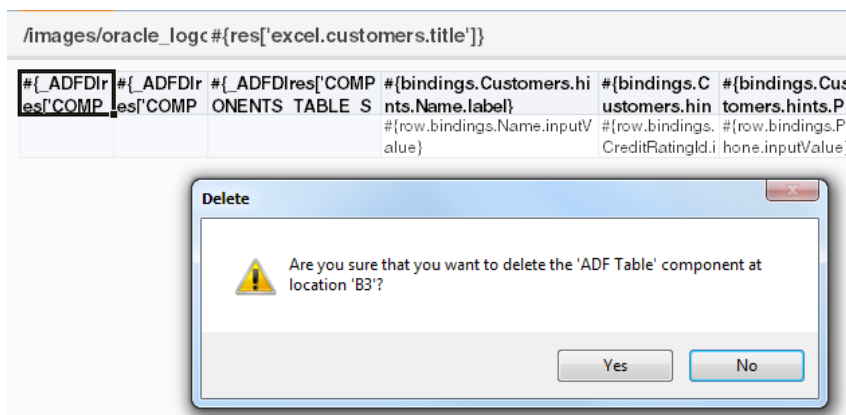 /images/oracle_logc#{res['excel.customers.title']}
#{_ADFDIr #{_ADFDIr #{_ADFDIres['COMP #{bindings.Customers.hi #{bindings.C #{bindings.Cus
es['COMP es['COMP ONENTS_TABLE_S nts.Name.label} ustomers.hin tomers.hints.P
#{row.bindings.Name.inputV #{row.bindings. #{row.bindings.P
alue} CreditRatingId.i hone.inputValue}
Delete
Are you sure that you want to delete the 'ADF Table' component at
location 'B3'?
Yes No